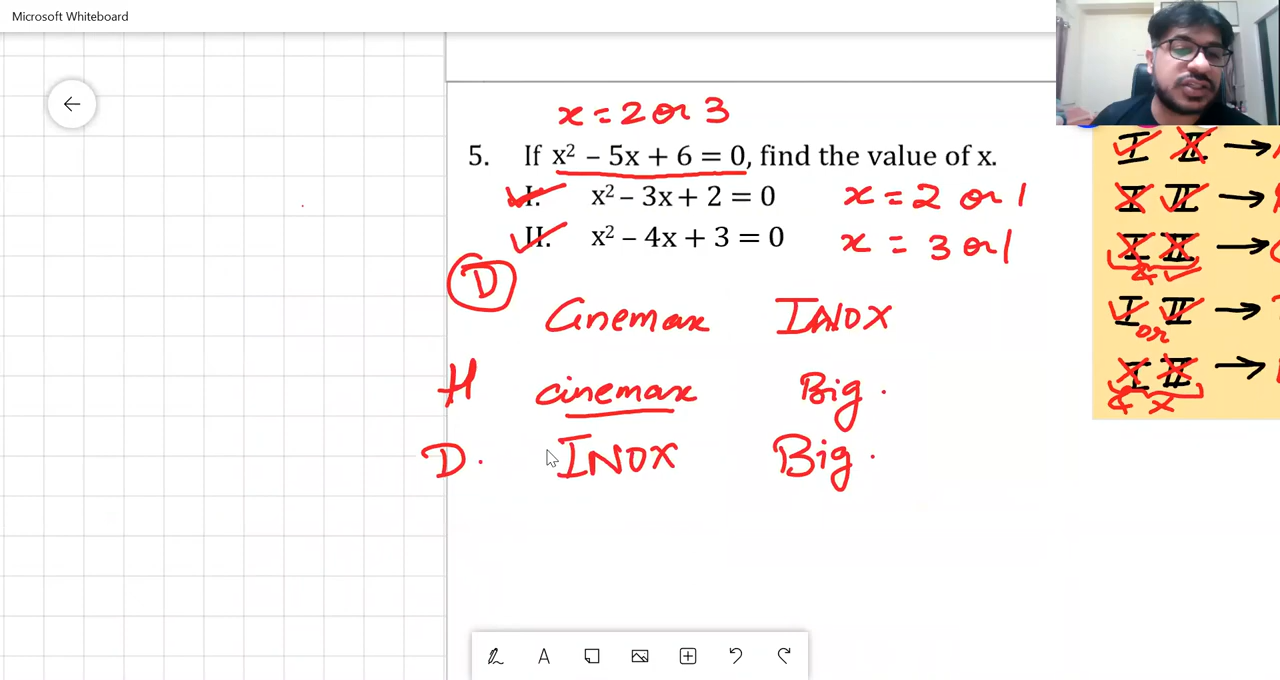 Microsoft Whiteboard
x = 2 or 3
5. If x² – 5x + 6 = 0, find the value of x.
I. x² – 3x + 2 = 0 x = 2 or 1
II. x² – 4x + 3 = 0 x = 3 or 1
D
Cinemax INOX
H cinemax Big.
D. INOX Big.
I II →
I II →
I II →
&
I II →
or
I II →
&